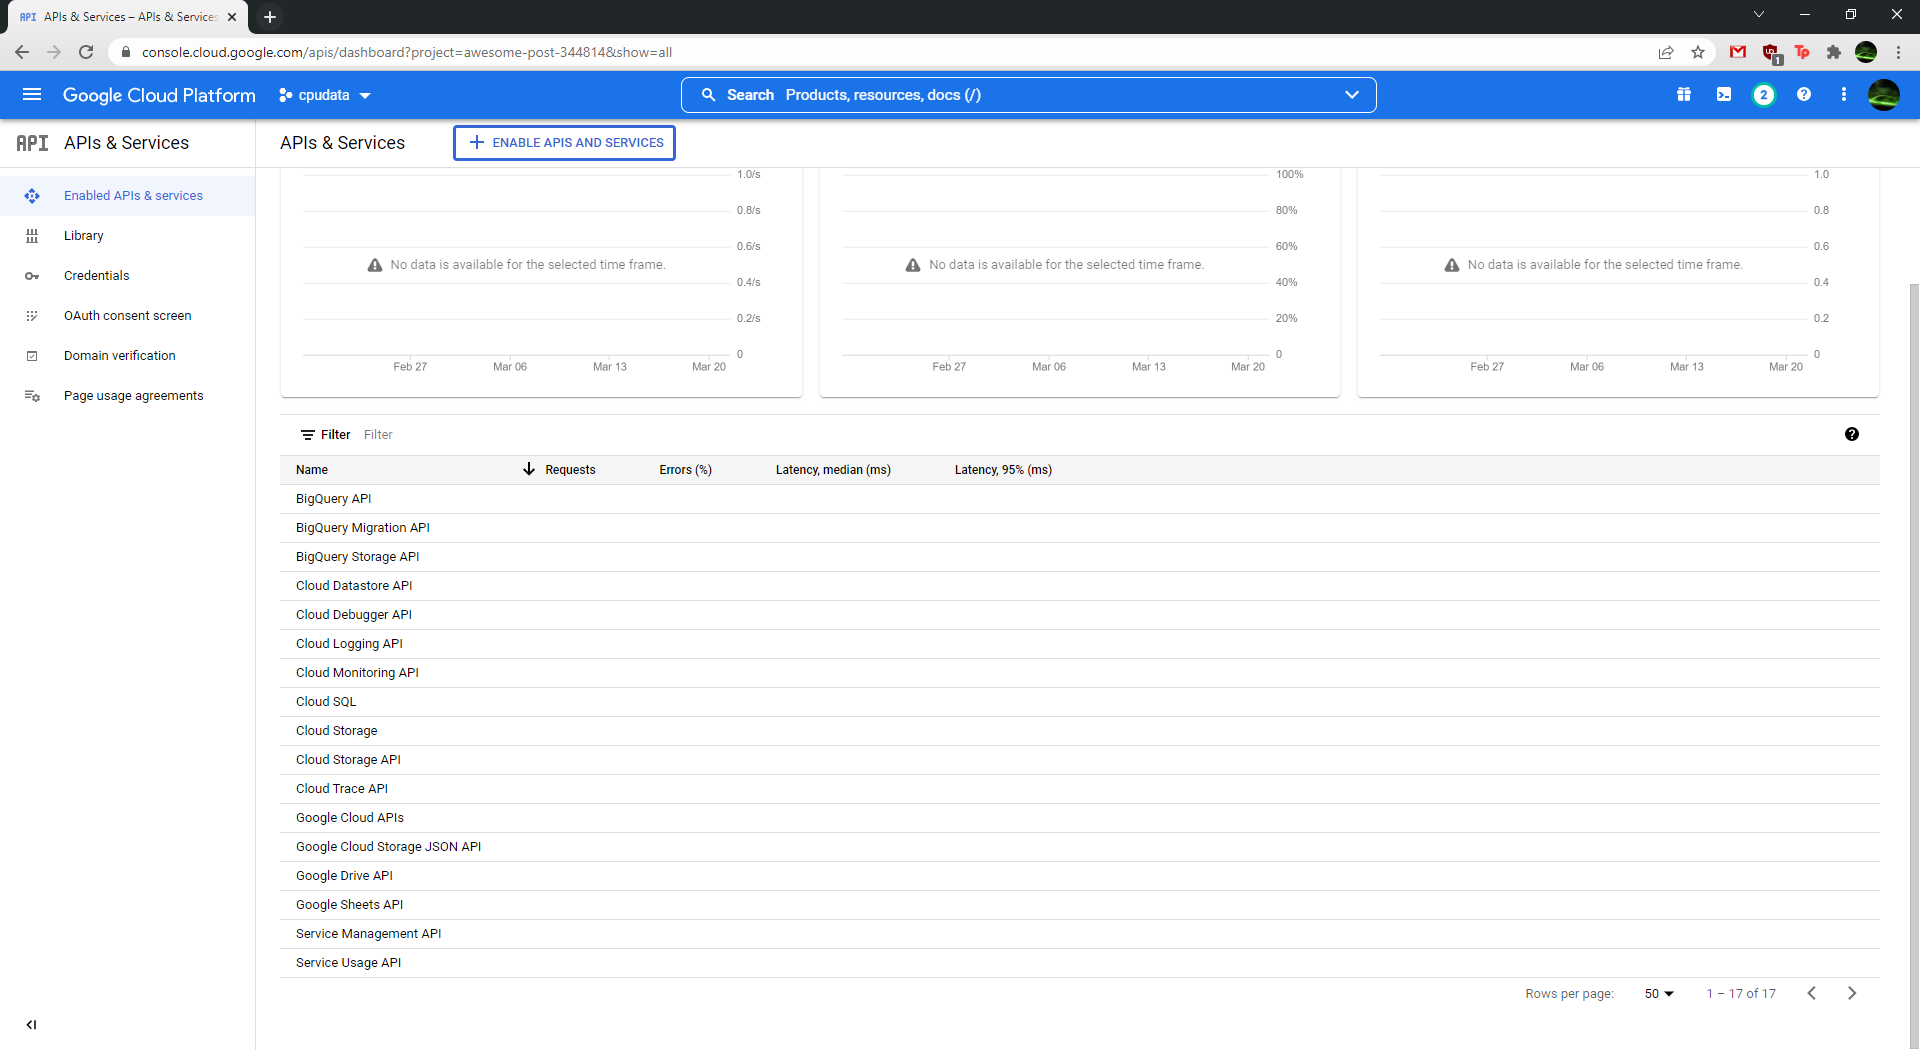 API APIs & Services – APIs & Services
console.cloud.google.com/apis/dashboard?project=awesome-post-344814&show=all
1
Google Cloud Platform cpudata Search Products, resources, docs (/) 2
API APIs & Services APIs & Services ENABLE APIS AND SERVICES
Enabled APIs & services
Library
Credentials
OAuth consent screen
Domain verification
Page usage agreements
1.0/s
0.8/s
0.6/s
No data is available for the selected time frame.
0.4/s
0.2/s
0
Feb 27 Mar 06 Mar 13 Mar 20
100%
80%
60%
No data is available for the selected time frame.
40%
20%
0
Feb 27 Mar 06 Mar 13 Mar 20
1.0
0.8
0.6
No data is available for the selected time frame.
0.4
0.2
0
Feb 27 Mar 06 Mar 13 Mar 20
Filter Filter
Name Requests Errors (%) Latency, median (ms) Latency, 95% (ms)
BigQuery API
BigQuery Migration API
BigQuery Storage API
Cloud Datastore API
Cloud Debugger API
Cloud Logging API
Cloud Monitoring API
Cloud SQL
Cloud Storage
Cloud Storage API
Cloud Trace API
Google Cloud APIs
Google Cloud Storage JSON API
Google Drive API
Google Sheets API
Service Management API
Service Usage API
Rows per page: 50 1 – 17 of 17